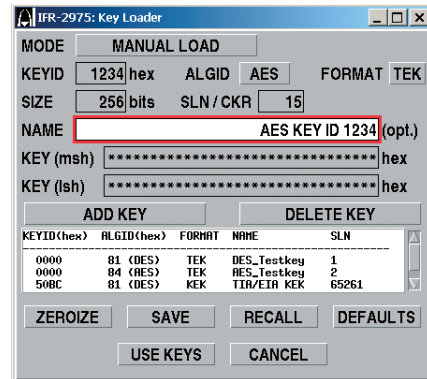 IFR-2975: Key Loader
MODE MANUAL LOAD
KEYID 1234 hex ALGID AES FORMAT TEK
SIZE 256 bits SLN / CKR 15
NAME AES KEY ID 1234 (opt.)
KEY (msh) ******************************** hex
KEY (lsh) ******************************** hex
ADD KEY DELETE KEY
KEYID(hex) ALGID(hex) FORMAT NAME SLN
0000 81 (DES) TEK DES_Testkey 1
0000 84 (AES) TEK AES_Testkey 2
50BC 81 (DES) KEK TIA/EIA KEK 65261
ZEROIZE SAVE RECALL DEFAULTS
USE KEYS CANCEL